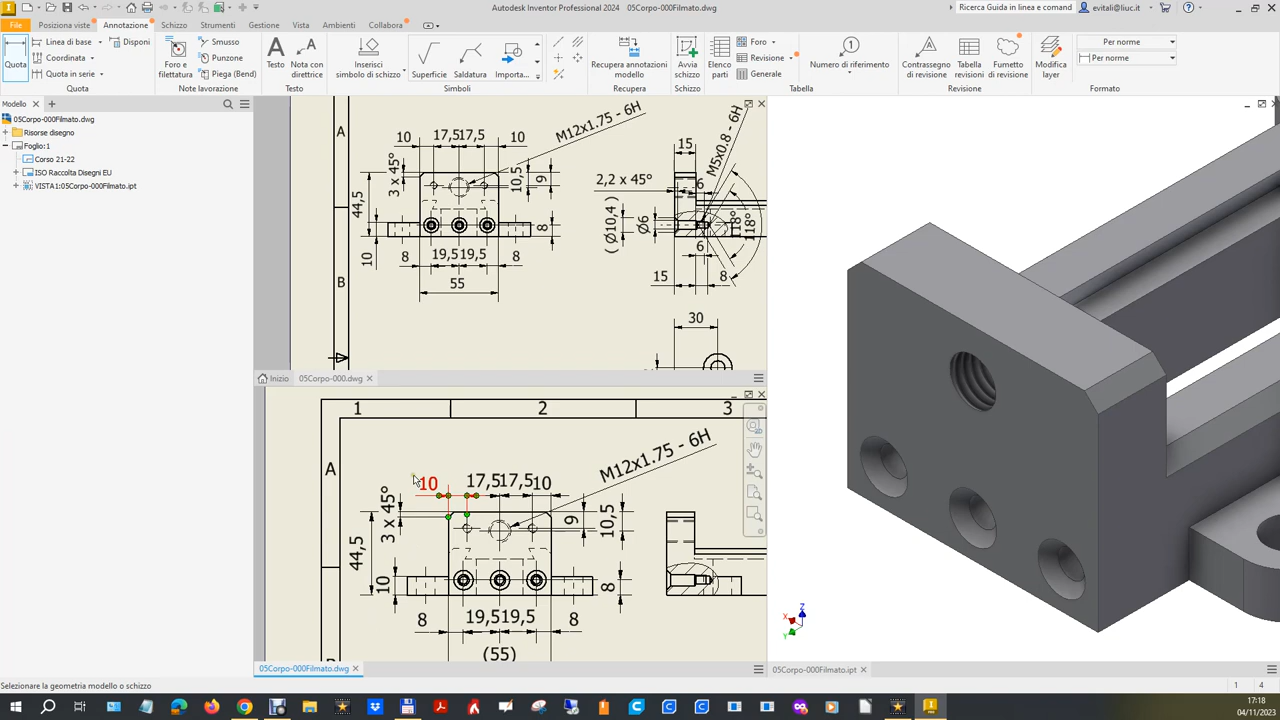 Autodesk Inventor Professional 2024 05Corpo-000Filmato.dwg
Ricerca Guida in linea e comandi
evitali@liuc.it
File
Posiziona viste
Annotazione
Schizzo
Strumenti
Gestione
Vista
Ambienti
Collabora
Quota
Linea di base
Coordinata
Quota in serie
Disponi
Foro e filettatura
Smusso
Punzone
Piega (Bend)
Testo
Nota con direttrice
Inserisci simbolo di schizzo
Superficie
Saldatura
Importa...
Recupera annotazioni modello
Avvia schizzo
Elenco parti
Foro
Revisione
Generale
Numero di riferimento
Contrassegno di revisione
Tabella revisioni
Fumetto di revisione
Modifica layer
Per norme
Per norme
Quota
Note lavorazione
Testo
Simboli
Recupera
Schizzo
Tabella
Revisione
Formato
Modello
05Corpo-000Filmato.dwg
Risorse disegno
Foglio:1
Corso 21-22
ISO Raccolta Disegni EU
VISTA1:05Corpo-000Filmato.ipt
A
B
10 17,5 17,5 10
M12x1.75 - 6H
3 x 45°
44,5
10,5
9
8
10
8 19,5 19,5 8
55
15
M5x0.8 - 6H
2,2 x 45°
6
( Ø10,4 )
Ø6
118°
118°
6
15
8
30
Inizio
05Corpo-000.dwg
1 2 3
A
10 17,5 17,5 10
M12x1.75 - 6H
3 x 45°
44,5
9
10,5
10
8
8 19,5 19,5 8
(55)
X
Y
Z
05Corpo-000Filmato.dwg
05Corpo-000Filmato.ipt
Selezionare la geometria modello o schizzo
1 4
17:18
04/11/2023